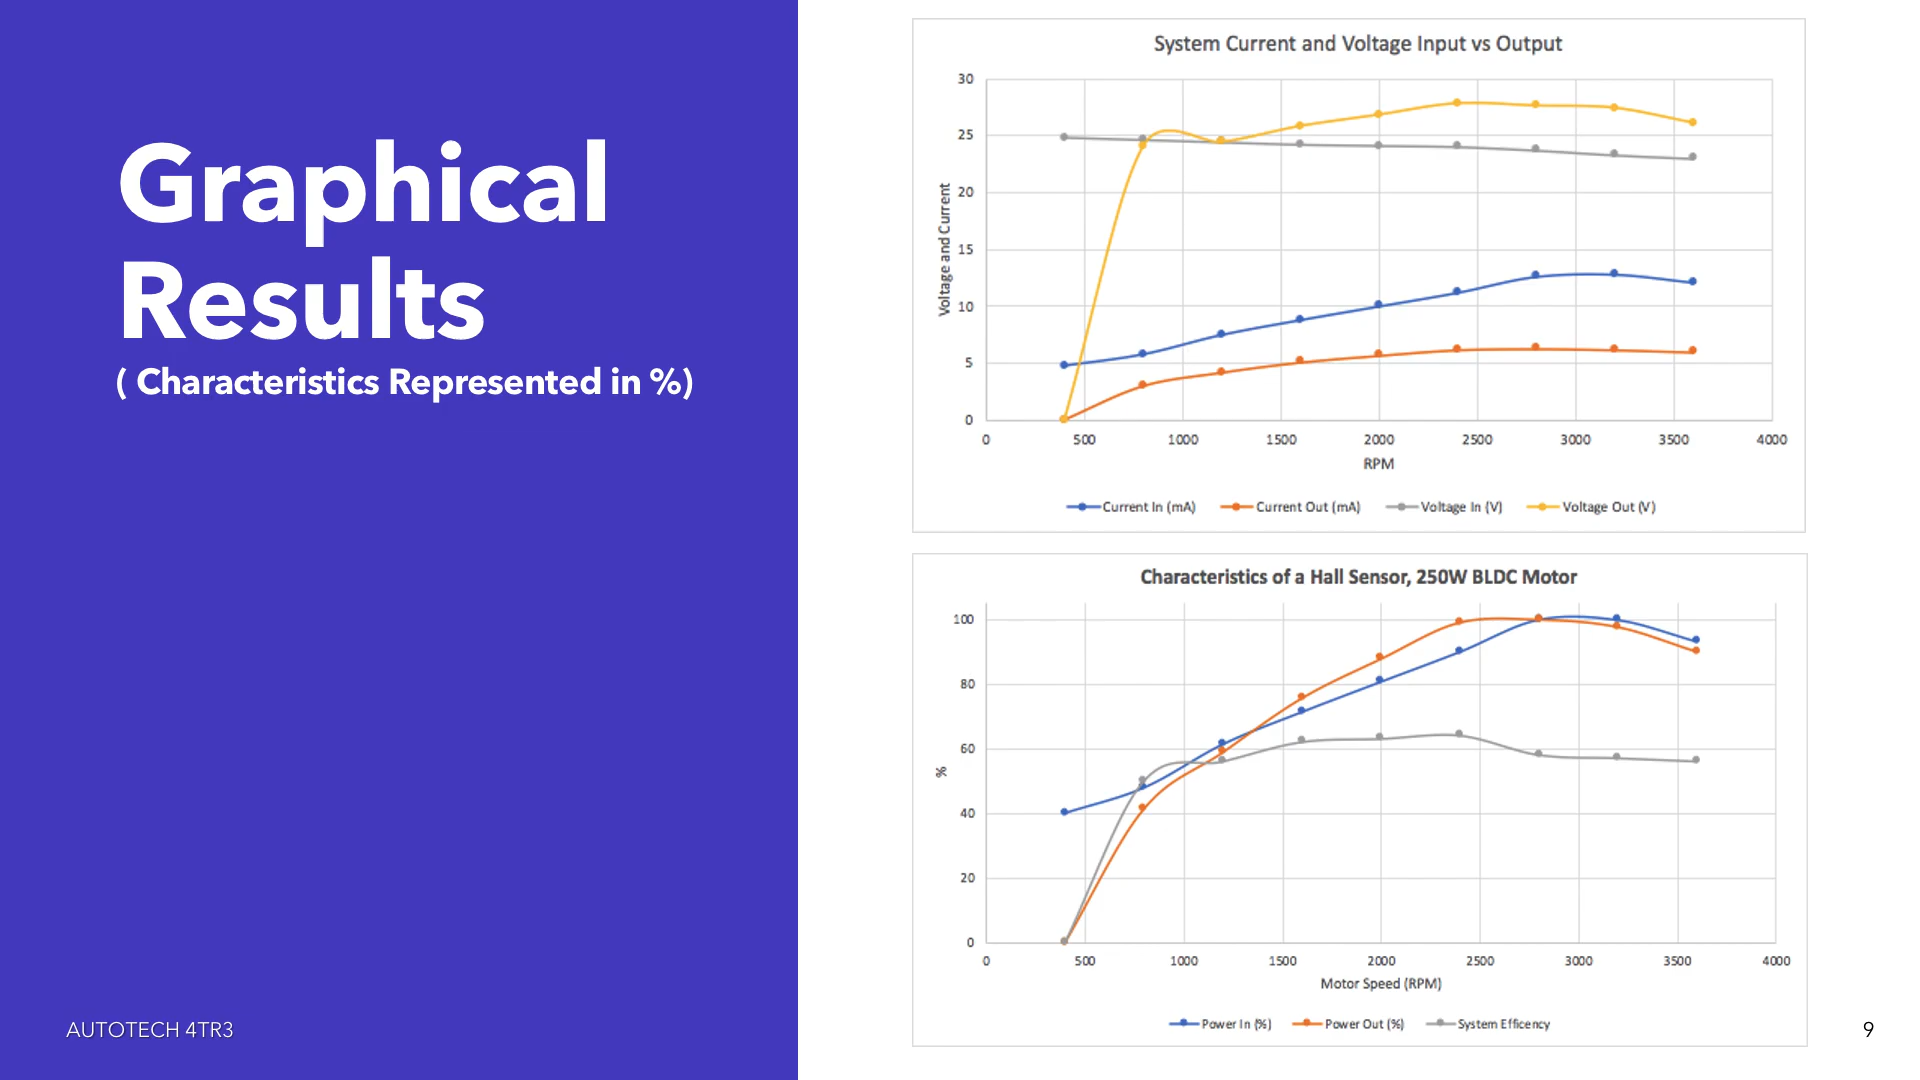 Graphical
Results
( Characteristics Represented in %)
AUTOTECH 4TR3
System Current and Voltage Input vs Output
Voltage and Current
30
25
20
15
10
5
0
0 500 1000 1500 2000 2500 3000 3500 4000
RPM
Current In (mA) Current Out (mA) Voltage In (V) Voltage Out (V)
Characteristics of a Hall Sensor, 250W BLDC Motor
%
100
80
60
40
20
0
0 500 1000 1500 2000 2500 3000 3500 4000
Motor Speed (RPM)
Power In (%) Power Out (%) System Efficency
9